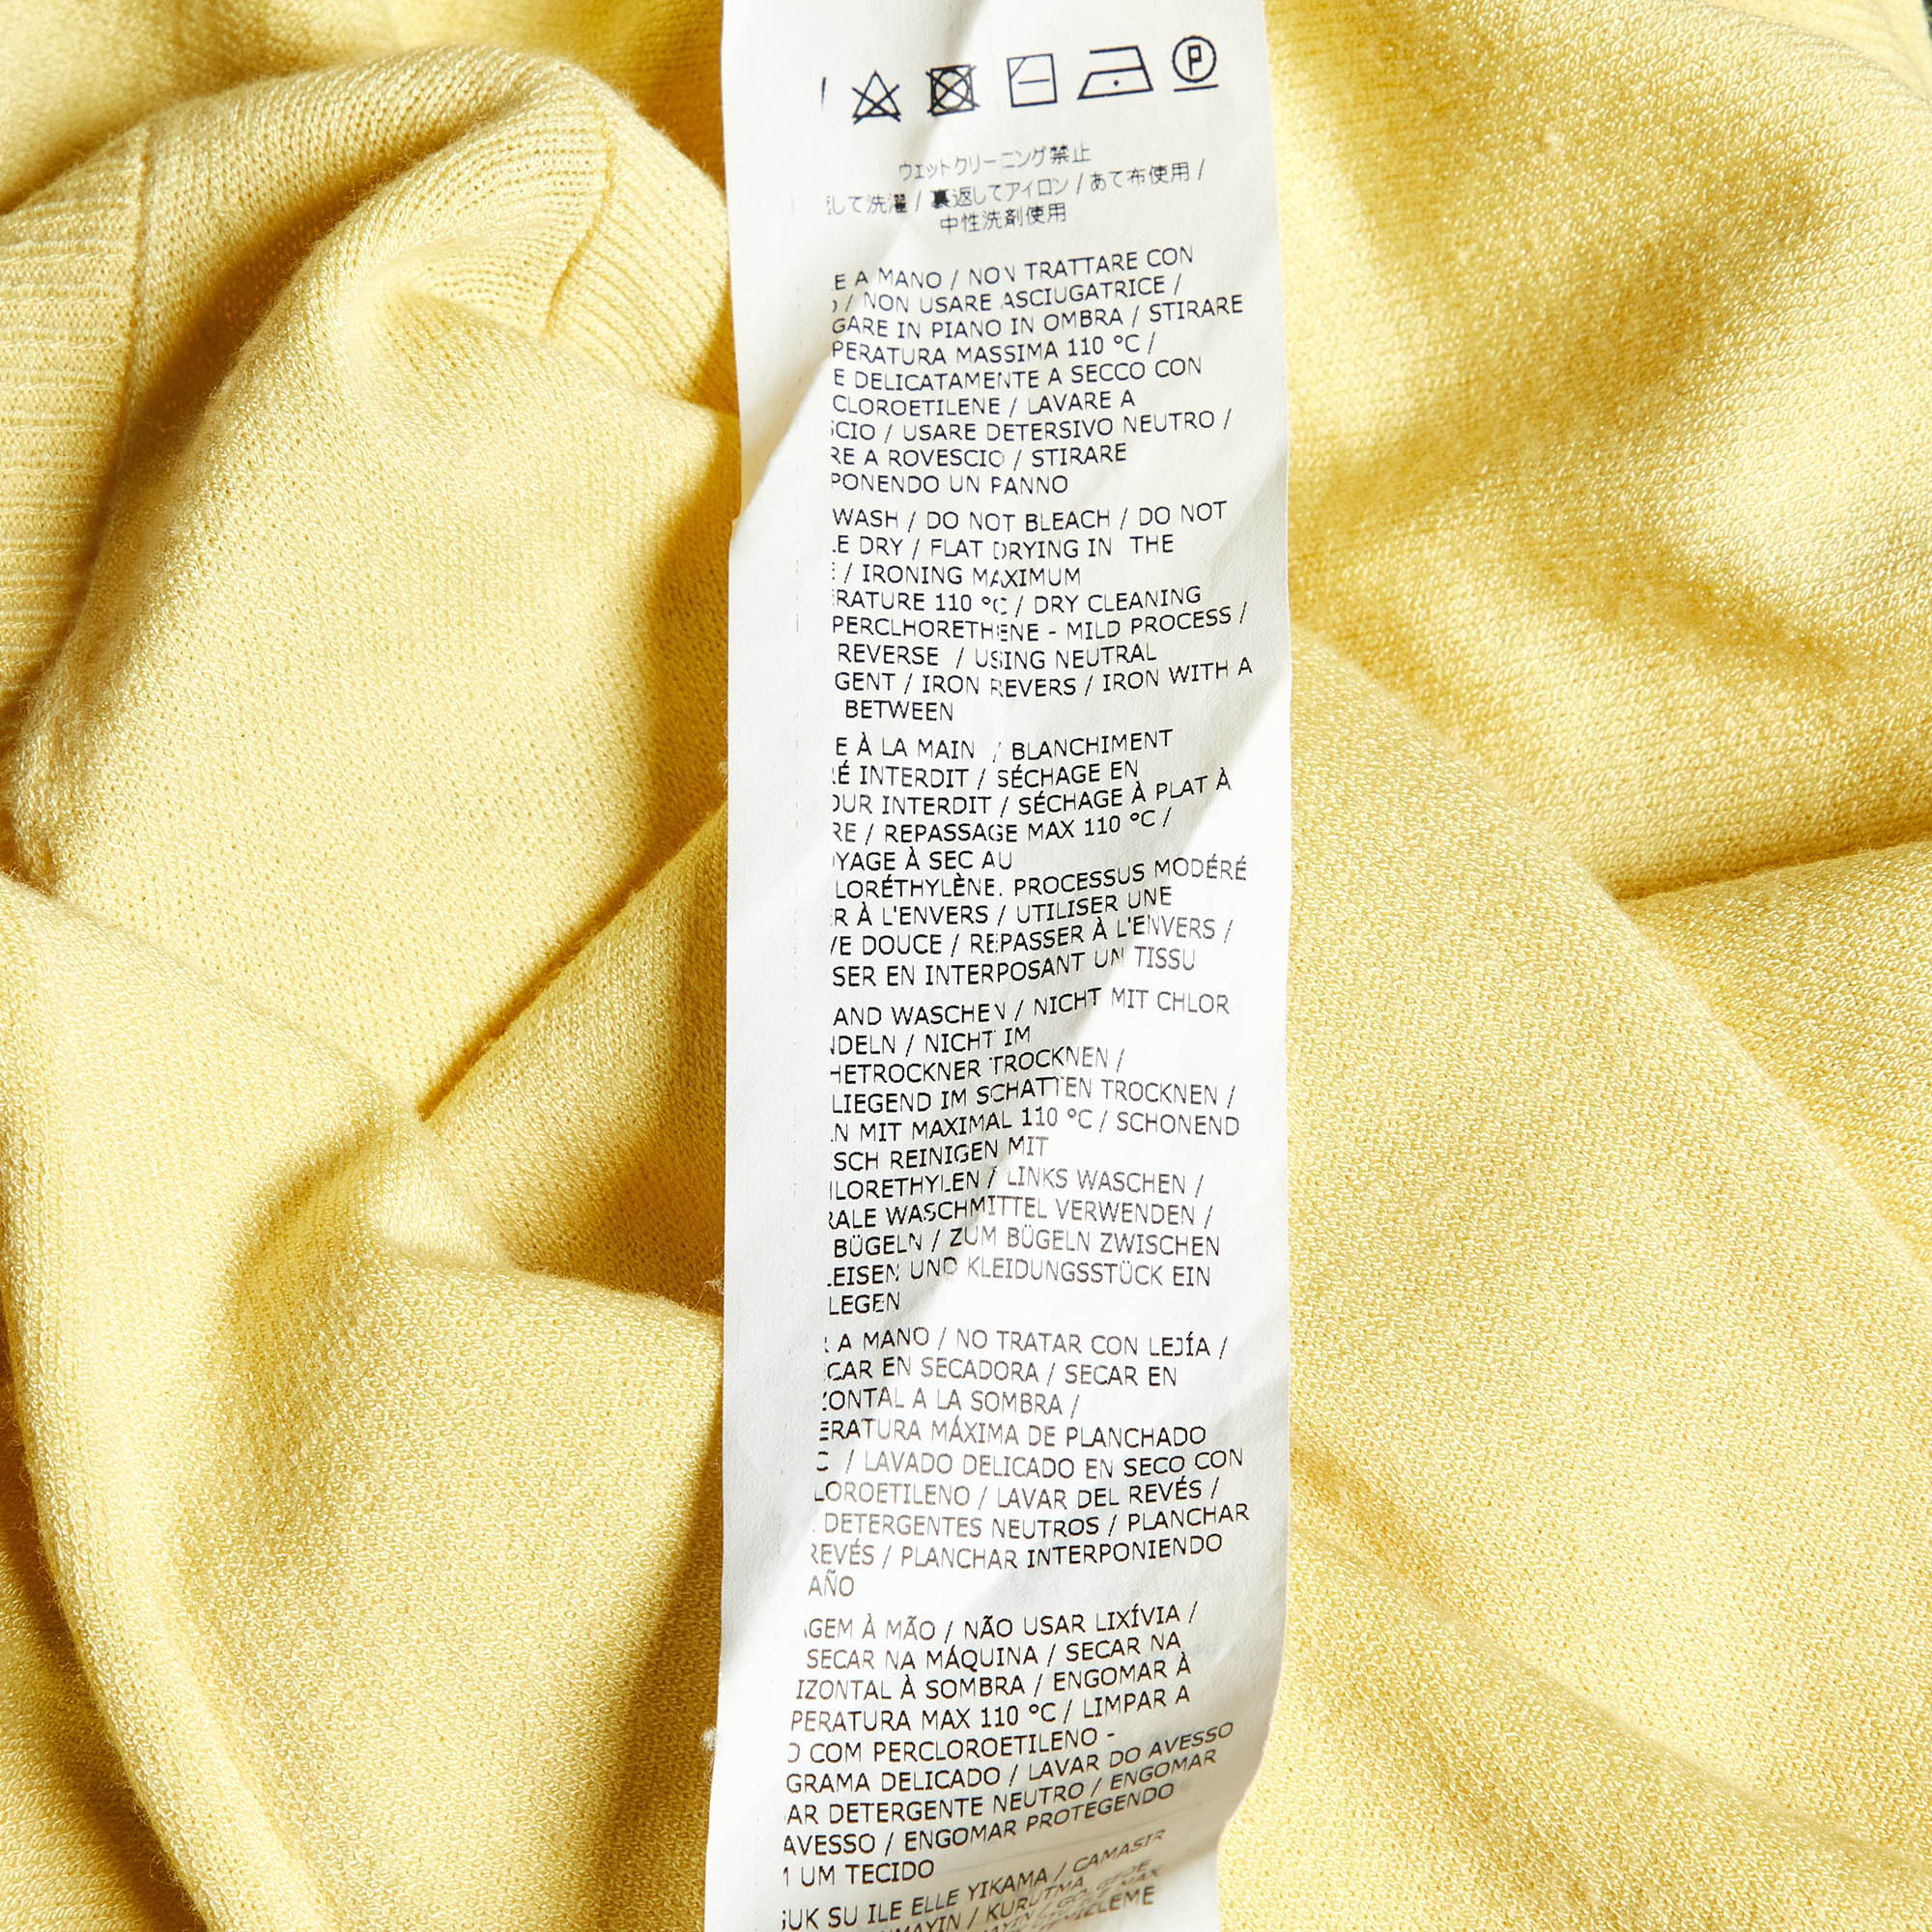 P
ウエットクリーニング禁止
して洗濯 / 裏返してアイロン / あて布使用 /
中性洗剤使用
E A MANO / NON TRATTARE CON
/ NON USARE ASCIUGATRICE /
GARE IN PIANO IN OMBRA / STIRARE
PERATURA MASSIMA 110 °C /
E DELICATAMENTE A SECCO CON
CLOROETILENE / LAVARE A
SCIO / USARE DETERSIVO NEUTRO /
RE A ROVESCIO / STIRARE
PONENDO UN PANNO
WASH / DO NOT BLEACH / DO NOT
LE DRY / FLAT DRYING IN THE
E / IRONING MAXIMUM
RATURE 110 °C / DRY CLEANING
PERCLHORETHENE - MILD PROCESS /
REVERSE / USING NEUTRAL
GENT / IRON REVERS / IRON WITH A
BETWEEN
E À LA MAIN / BLANCHIMENT
RÉ INTERDIT / SÉCHAGE EN
OUR INTERDIT / SÉCHAGE À PLAT À
RE / REPASSAGE MAX 110 °C /
YAGE À SEC AU
LORÉTHYLÈNE. PROCESSUS MODÉRÉ
R À L'ENVERS / UTILISER UNE
VE DOUCE / REPASSER À L'ENVERS /
SER EN INTERPOSANT UN TISSU
AND WASCHEN / NICHT MIT CHLOR
NDELN / NICHT IM
HETROCKNER TROCKNEN /
LIEGEND IM SCHATTEN TROCKNEN /
N MIT MAXIMAL 110 °C / SCHONEND
SCH REINIGEN MIT
LORETHYLEN / LINKS WASCHEN /
RALE WASCHMITTEL VERWENDEN /
BÜGELN / ZUM BÜGELN ZWISCHEN
LEISEN UND KLEIDUNGSSTÜCK EIN
LEGEN
A MANO / NO TRATAR CON LEJÍA /
CAR EN SECADORA / SECAR EN
ZONTAL A LA SOMBRA /
ERATURA MÁXIMA DE PLANCHADO
C / LAVADO DELICADO EN SECO CON
LOROETILENO / LAVAR DEL REVÉS /
DETERGENTES NEUTROS / PLANCHAR
REVÉS / PLANCHAR INTERPONIENDO
AÑO
AGEM À MÃO / NÃO USAR LIXÍVIA /
SECAR NA MÁQUINA / SECAR NA
IZONTAL À SOMBRA / ENGOMAR À
PERATURA MAX 110 °C / LIMPAR A
O COM PERCLOROETILENO -
GRAMA DELICADO / LAVAR DO AVESSO
AR DETERGENTE NEUTRO / ENGOMAR
AVESSO / ENGOMAR PROTEGENDO
M UM TECIDO
UK SU ILE ELLE YIKAMA / CAMASIR
MAYIN / KURUTMA